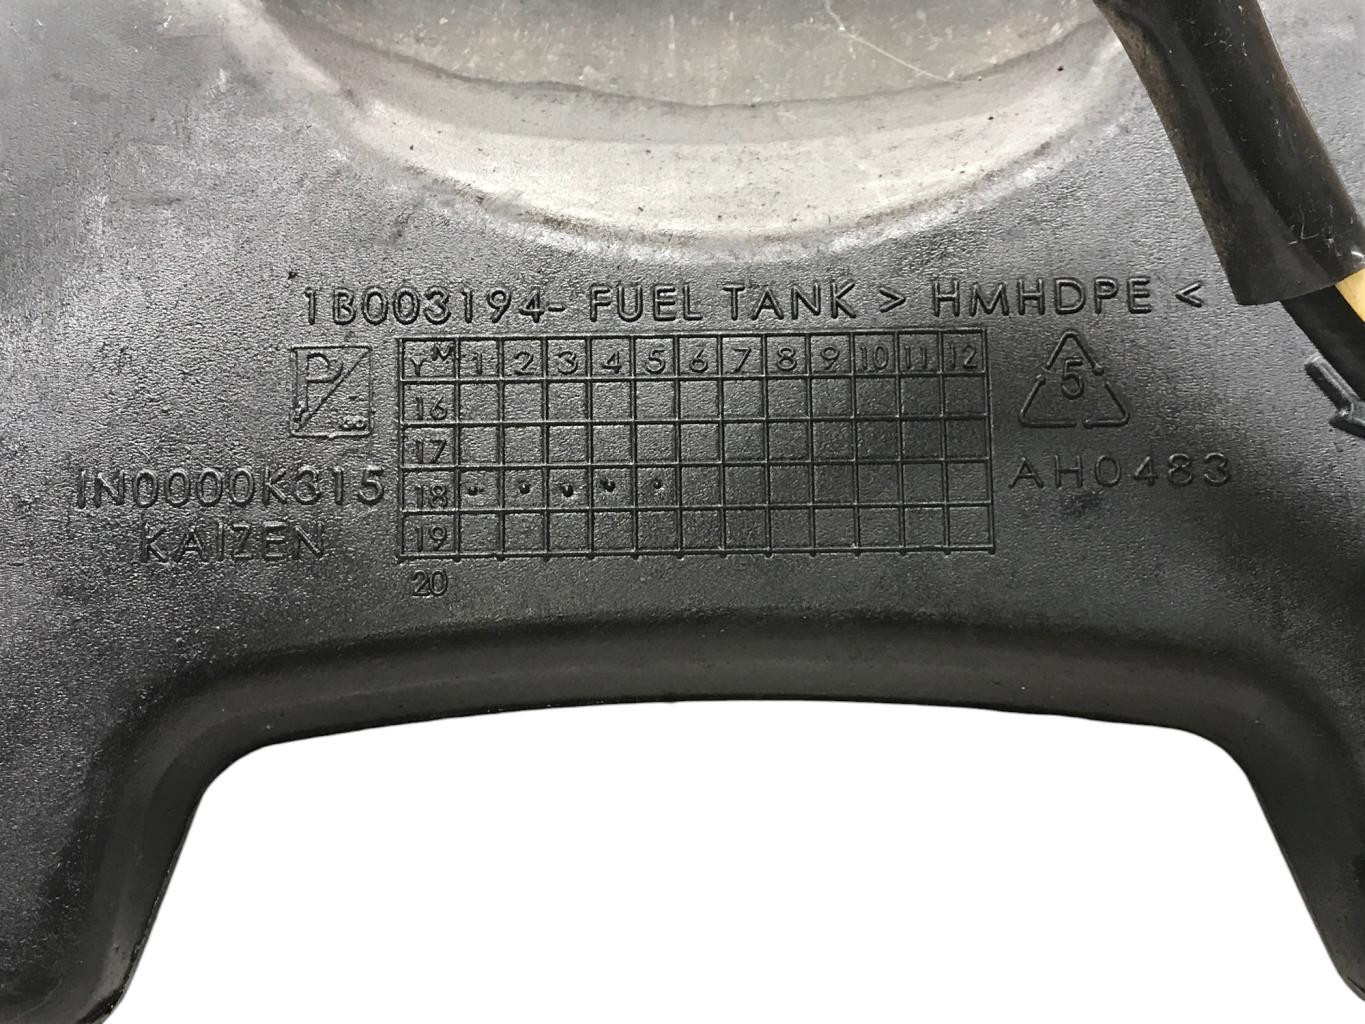 1B003194- FUEL TANK > HMHDPE <
P
Y M 1 2 3 4 5 6 7 8 9 10 11 12
5
16
17
IN0000K315
18
AH0483
KAIZEN
19
20